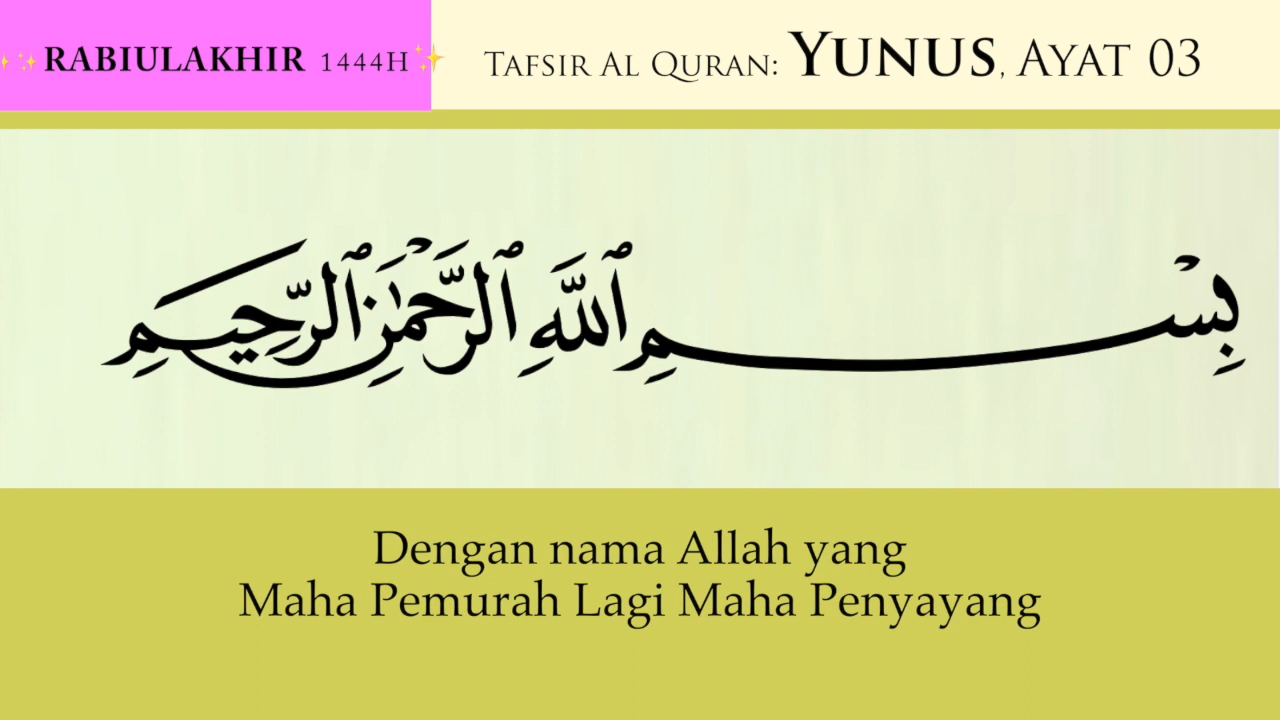 ✨ RABIULAKHIR 1444H ✨
TAFSIR AL QURAN: YUNUS, AYAT 03
بِسْمِ ٱللَّهِ ٱلرَّحْمَٰنِ ٱلرَّحِيمِ
Dengan nama Allah yang
Maha Pemurah Lagi Maha Penyayang